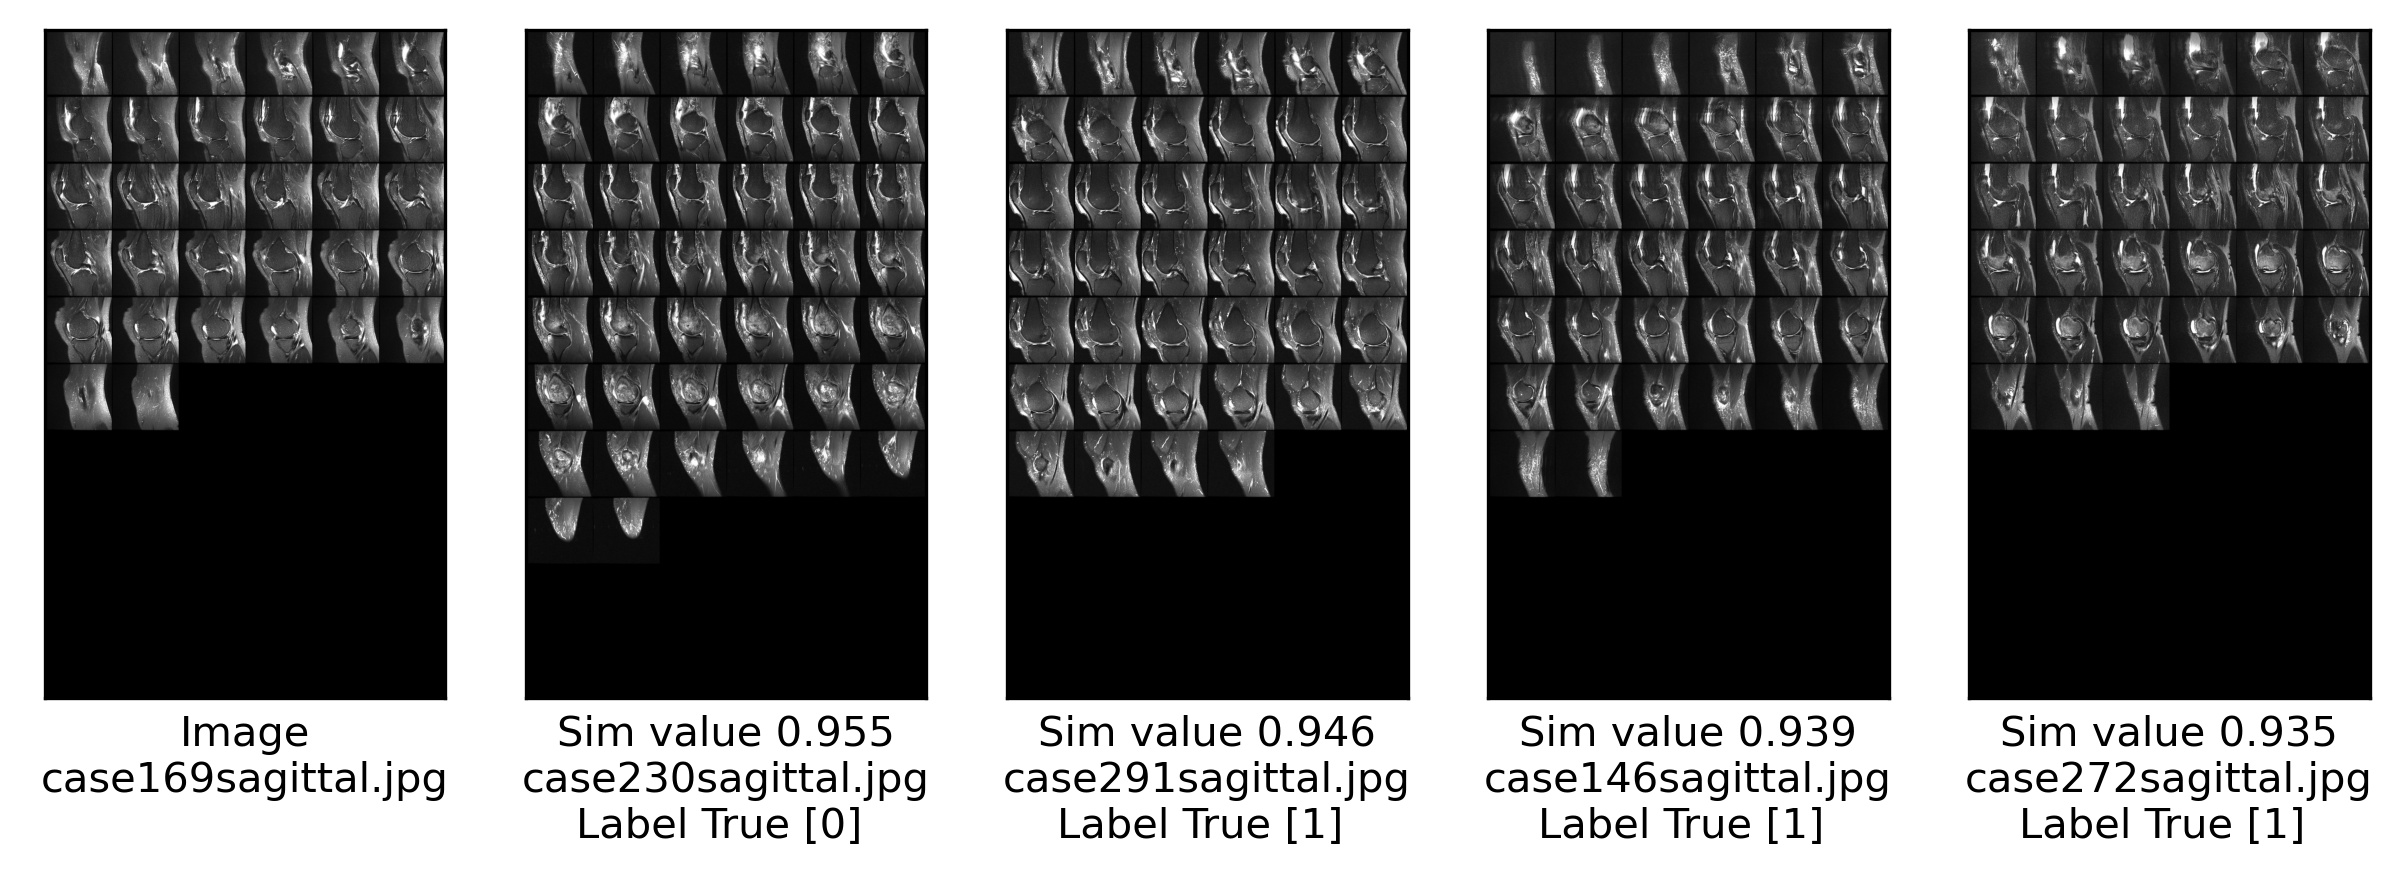 Image
case169sagittal.jpg
Sim value 0.955
case230sagittal.jpg
Label True [0]
Sim value 0.946
case291sagittal.jpg
Label True [1]
Sim value 0.939
case146sagittal.jpg
Label True [1]
Sim value 0.935
case272sagittal.jpg
Label True [1]